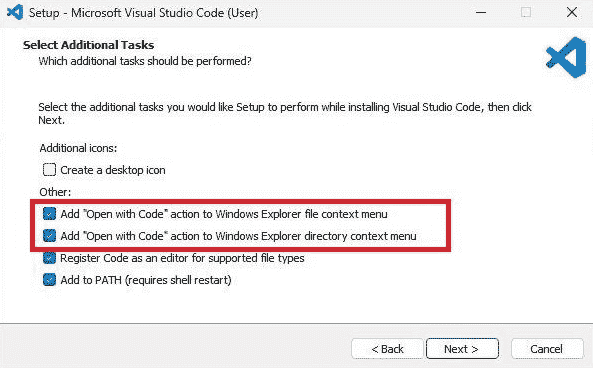 Setup - Microsoft Visual Studio Code (User)
Select Additional Tasks
Which additional tasks should be performed?
Select the additional tasks you would like Setup to perform while installing Visual Studio Code, then click
Next.
Additional icons:
Create a desktop icon
Other:
Add "Open with Code" action to Windows Explorer file context menu
Add "Open with Code" action to Windows Explorer directory context menu
Register Code as an editor for supported file types
Add to PATH (requires shell restart)
< Back
Next >
Cancel